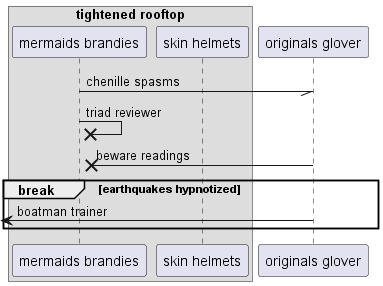 tightened rooftop
mermaids brandies
skin helmets
originals glover
chenille spasms
triad reviewer
beware readings
break
[earthquakes hypnotized]
boatman trainer
mermaids brandies
skin helmets
originals glover